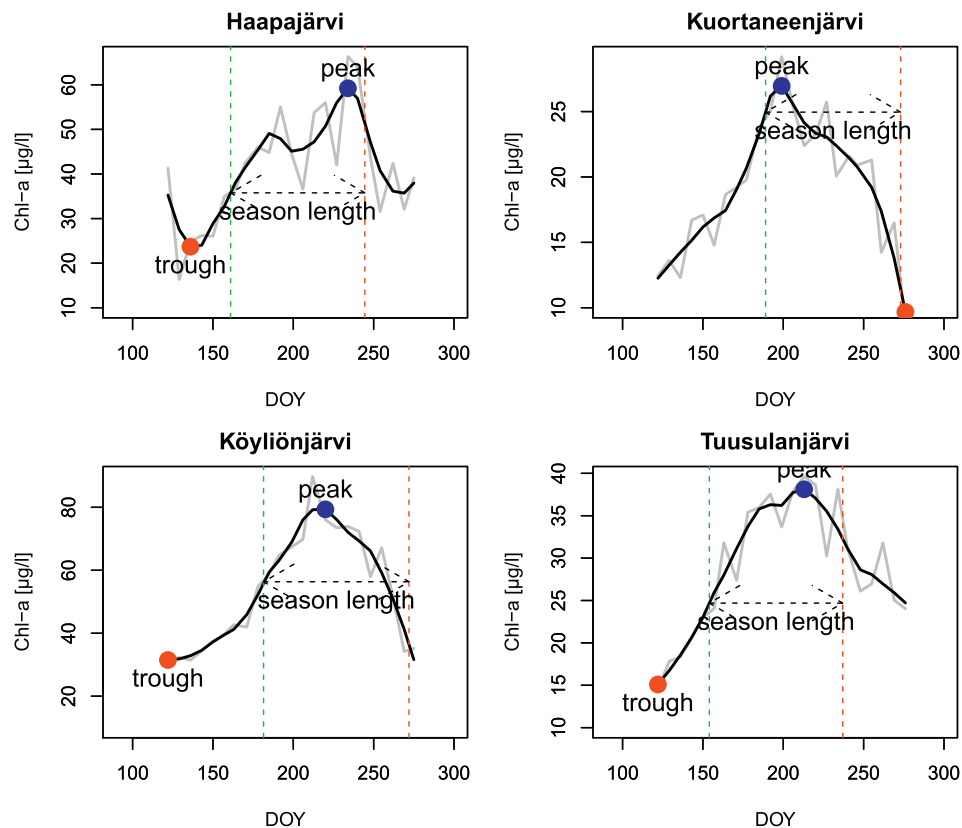 Haapajärvi
Chl−a [µg/l]
60
50
40
30
20
10
peak
season length
trough
100 150 200 250 300
DOY
Kuortaneenjärvi
Chl−a [µg/l]
25
20
15
10
peak
season length
100 150 200 250 300
DOY
Köyliönjärvi
Chl−a [µg/l]
80
60
40
20
peak
season length
trough
100 150 200 250 300
DOY
Tuusulanjärvi
Chl−a [µg/l]
40
35
30
25
20
15
10
peak
season length
trough
100 150 200 250 300
DOY